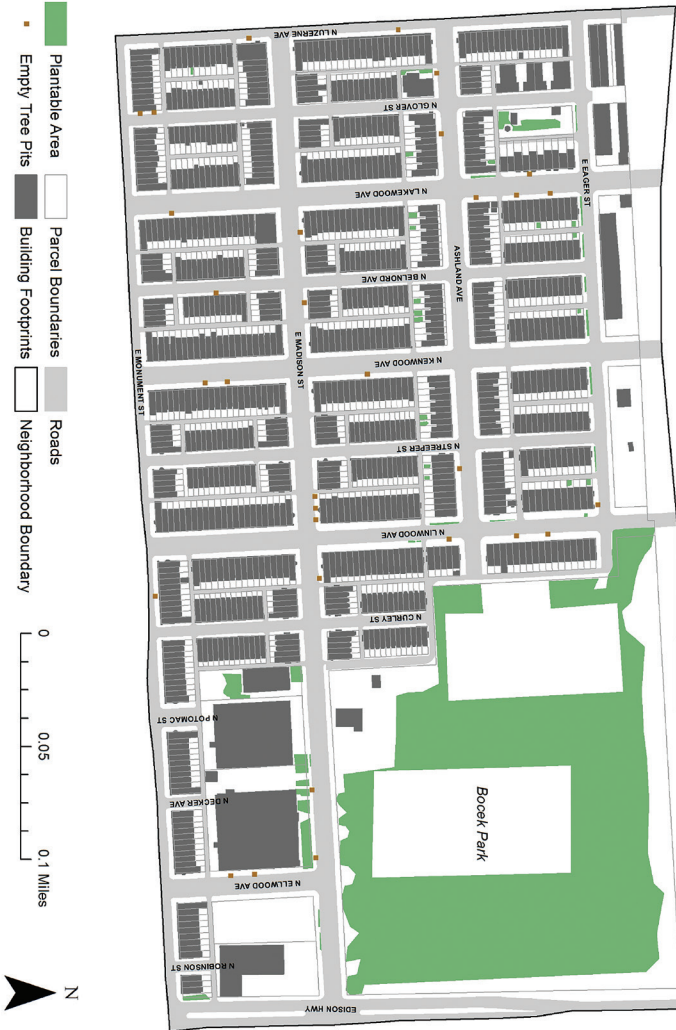 N LUZERNE AVE
N GLOVER ST
E EAGER ST
N LAKEWOOD AVE
ASHLAND AVE
N BELNORD AVE
E MADISON ST
E MONUMENT ST
N KENWOOD AVE
N STREEPER ST
N LINWOOD AVE
N CURLEY ST
N POTOMAC ST
Bocek Park
N DECKER AVE
N ELLWOOD AVE
N ROBINSON ST
EDISON HWY
Plantable Area
Parcel Boundaries
Roads
Empty Tree Pits
Building Footprints
Neighborhood Boundary
0
0.05
0.1 Miles
N